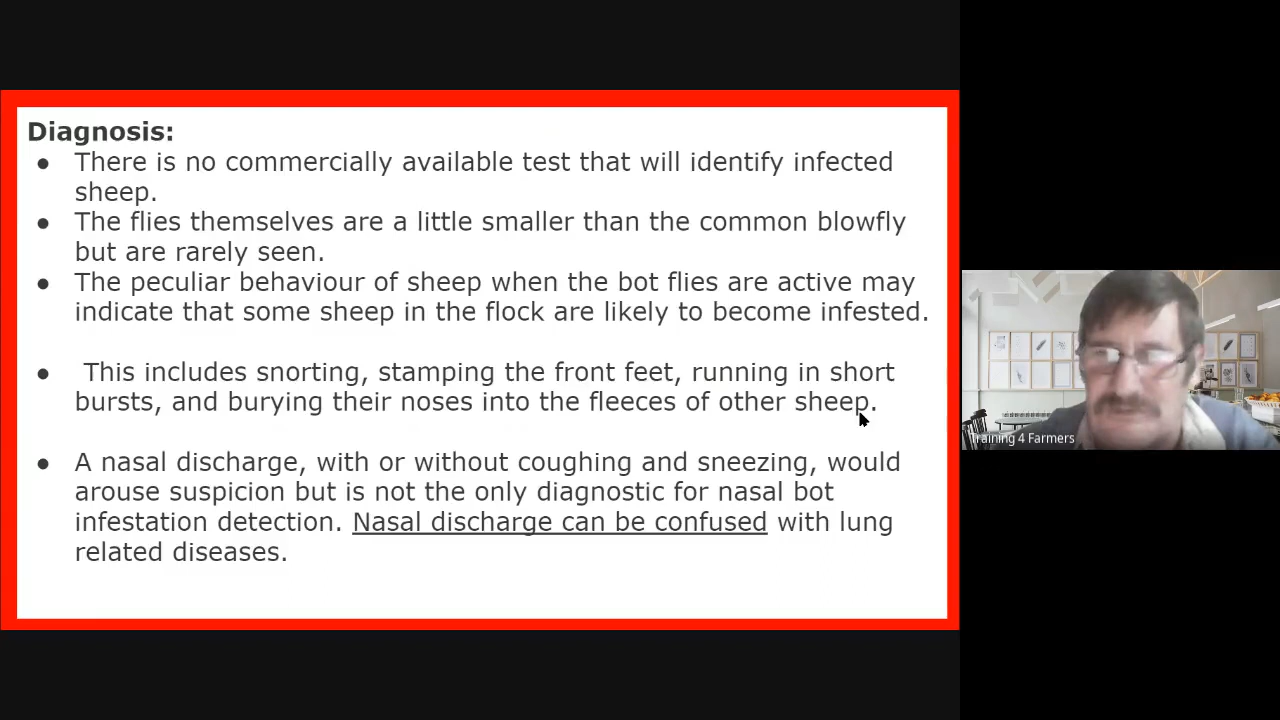 Diagnosis:
● There is no commercially available test that will identify infected
sheep.
● The flies themselves are a little smaller than the common blowfly
but are rarely seen.
● The peculiar behaviour of sheep when the bot flies are active may
indicate that some sheep in the flock are likely to become infested.
● This includes snorting, stamping the front feet, running in short
bursts, and burying their noses into the fleeces of other sheep.
● A nasal discharge, with or without coughing and sneezing, would
arouse suspicion but is not the only diagnostic for nasal bot
infestation detection. Nasal discharge can be confused with lung
related diseases.
Training 4 Farmers